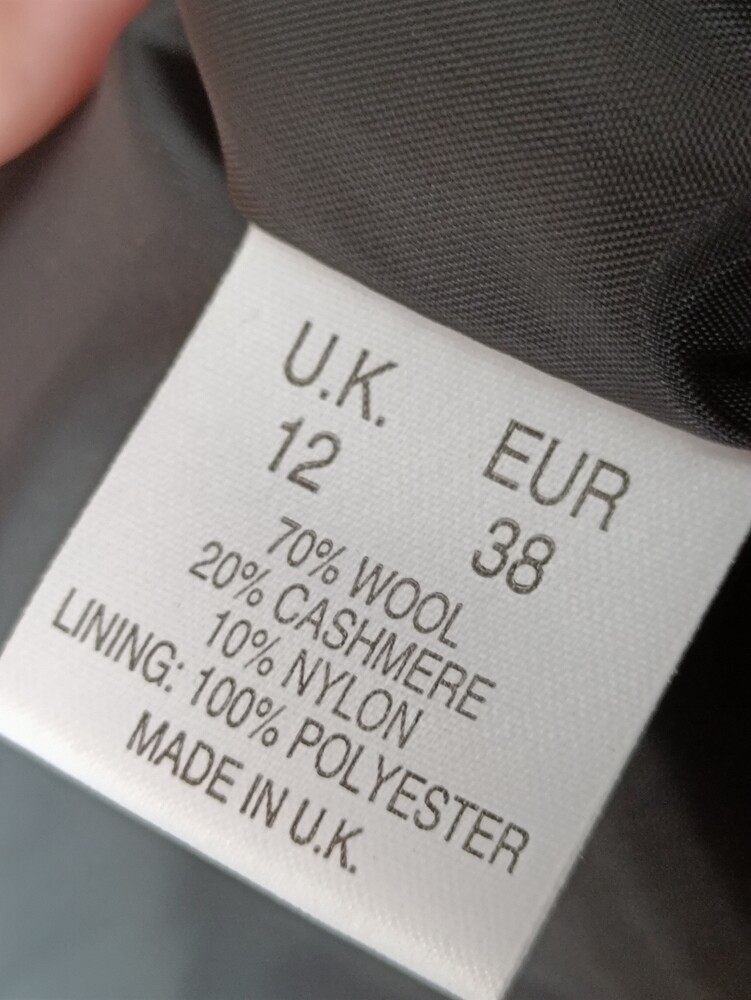 U.K. EUR
12 38
70% WOOL
20% CASHMERE
10% NYLON
LINING: 100% POLYESTER
MADE IN U.K.